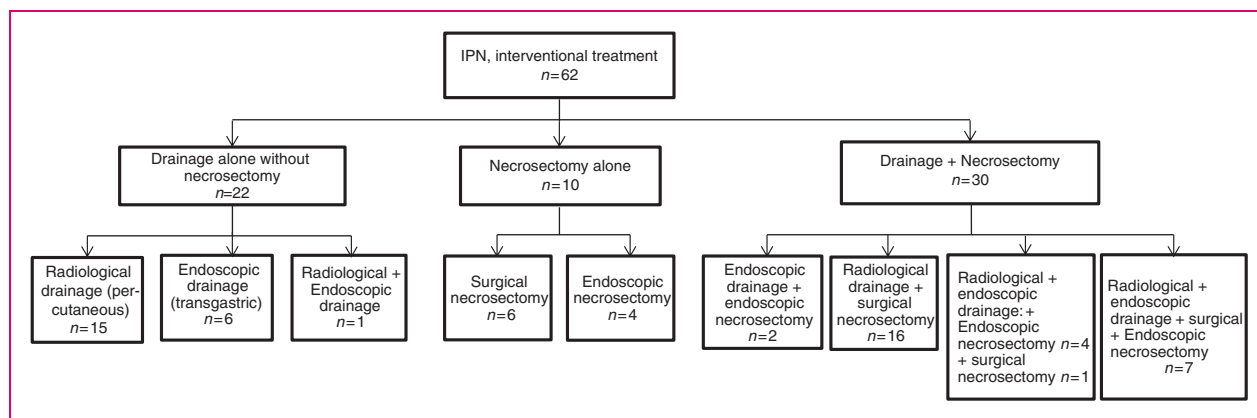 IPN, interventional treatment
n=62
Drainage alone without
necrosectomy
n=22
Necrosectomy alone
n=10
Drainage + Necrosectomy
n=30
Radiological
drainage (per-
cutaneous)
n=15
Endoscopic
drainage
(transgastric)
n=6
Radiological +
Endoscopic
drainage
n=1
Surgical
necrosectomy
n=6
Endoscopic
necrosectomy
n=4
Endoscopic
drainage +
endoscopic
necrosectomy
n=2
Radiological
drainage +
surgical
necrosectomy
n=16
Radiological +
endoscopic
drainage: +
Endoscopic
necrosectomy n=4
+ surgical
necrosectomy n=1
Radiological +
endoscopic
drainage + surgical
+ Endoscopic
necrosectomy
n=7